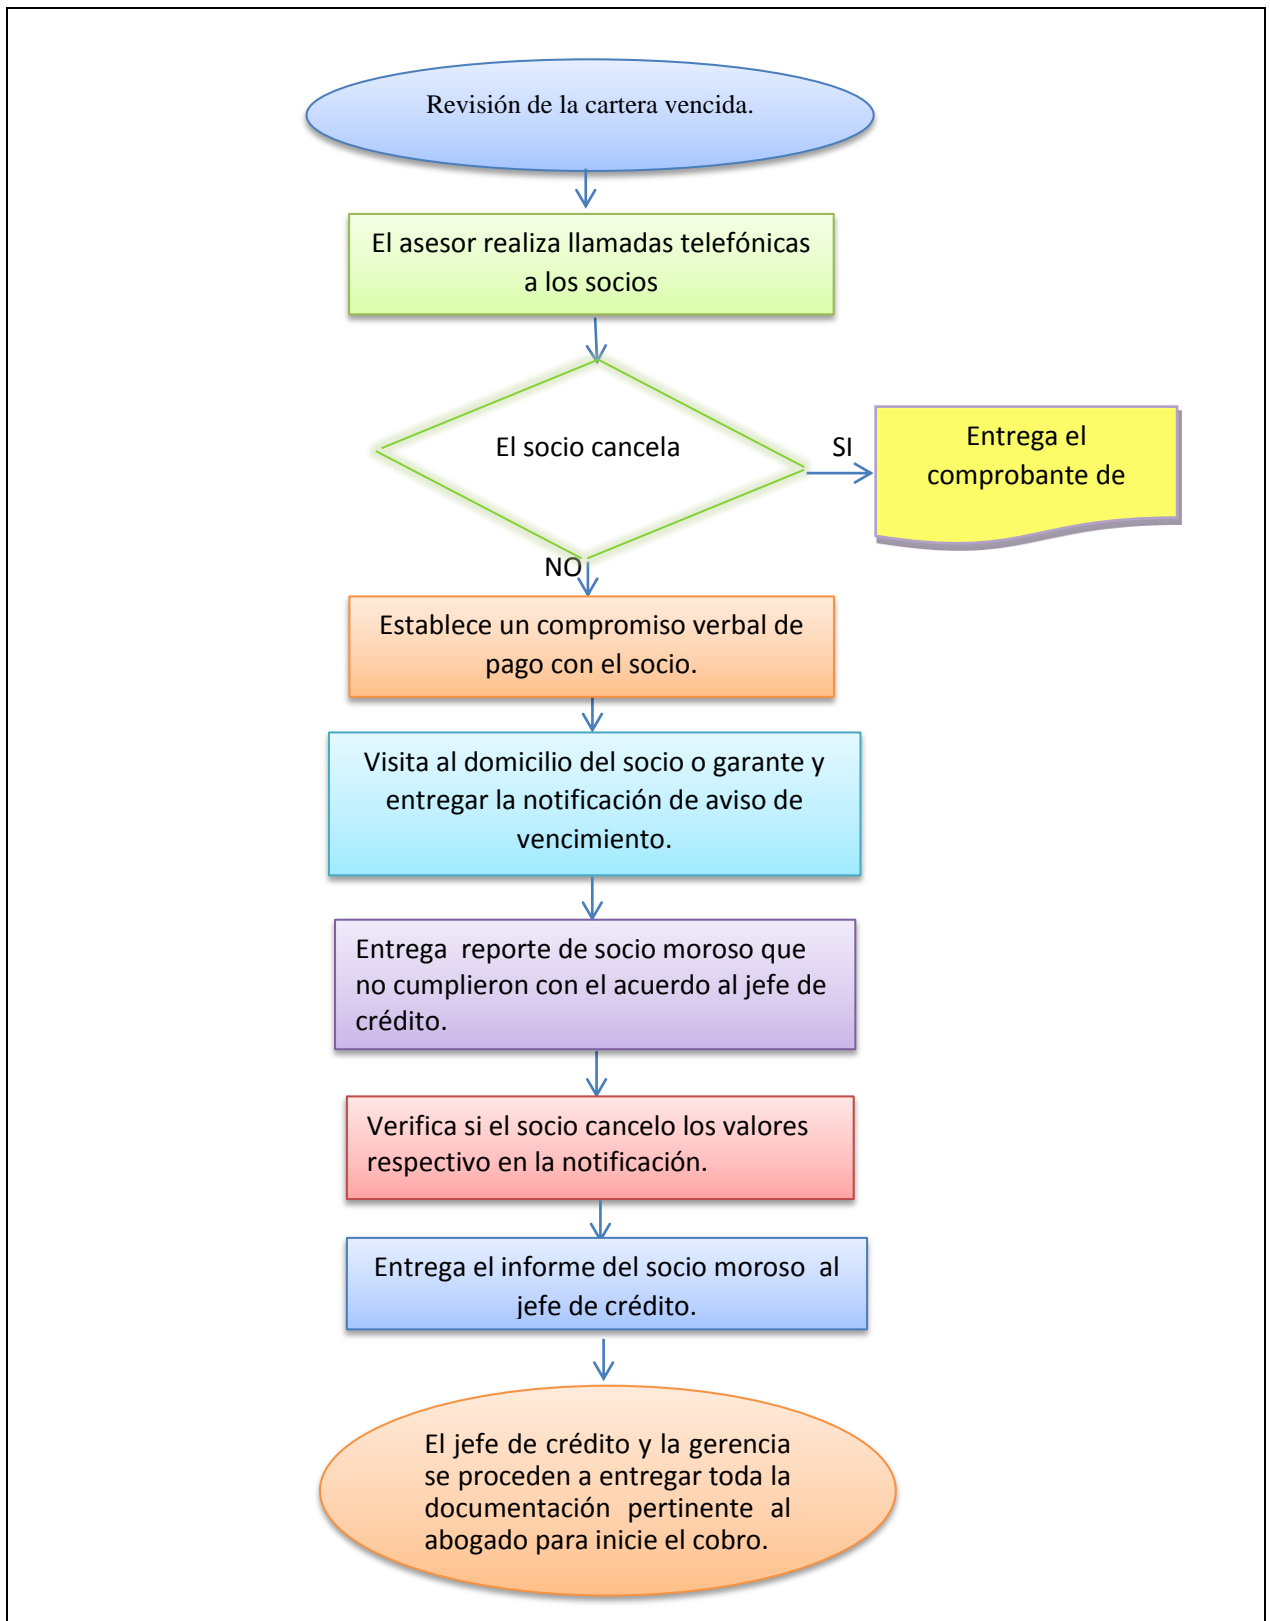 Revisión de la cartera vencida.
El asesor realiza llamadas telefónicas
a los socios
El socio cancela
SI
Entrega el
comprobante de
NO
Establece un compromiso verbal de
pago con el socio.
Visita al domicilio del socio o garante y
entregar la notificación de aviso de
vencimiento.
Entrega  reporte de socio moroso que
no cumplieron con el acuerdo al jefe de
crédito.
Verifica si el socio cancelo los valores
respectivo en la notificación.
Entrega el informe del socio moroso  al
jefe de crédito.
El jefe de crédito y la gerencia
se proceden a entregar toda la
documentación pertinente al
abogado para inicie el cobro.